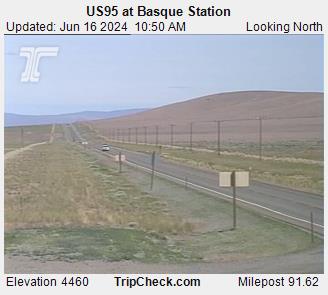 US95 at Basque Station
Updated: Jun 16 2024 10:50 AM Looking North
Elevation 4460 TripCheck.com Milepost 91.62